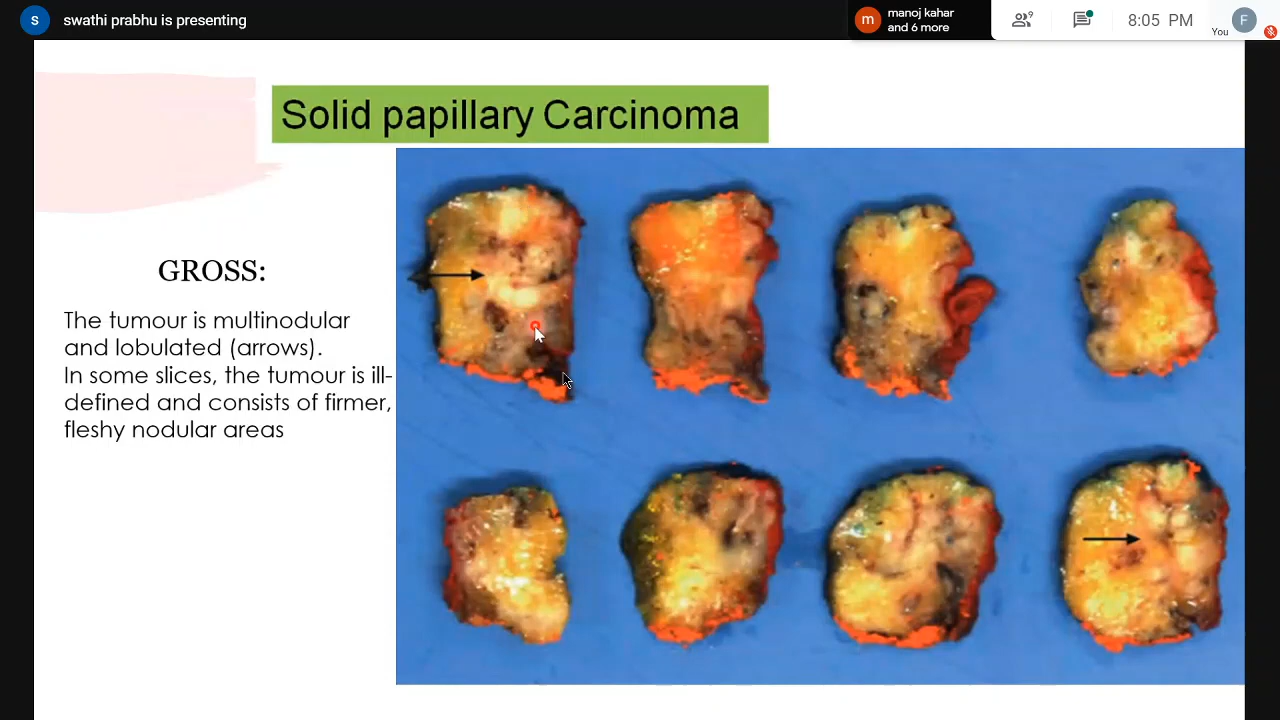 s
swathi prabhu is presenting
m
manoj kahar
and 6 more
9
8:05 PM
You
F
Solid papillary Carcinoma
GROSS:
The tumour is multinodular
and lobulated (arrows).
In some slices, the tumour is ill-
defined and consists of firmer,
fleshy nodular areas